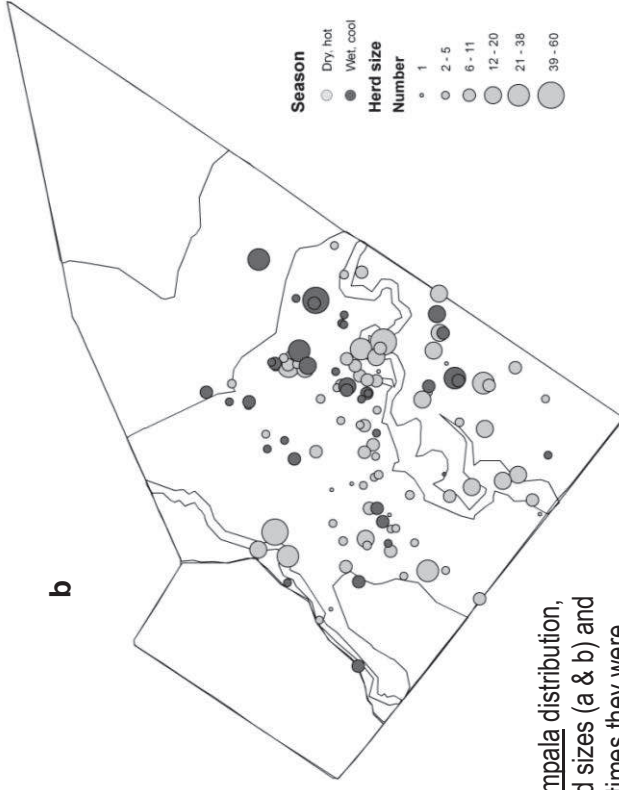 b
Season
Dry, hot
Wet, cool
Herd size
Number
1
2 - 5
6 - 11
12 - 20
21 - 38
39 - 60
mpala distribution,
d sizes (a & b) and
times they were